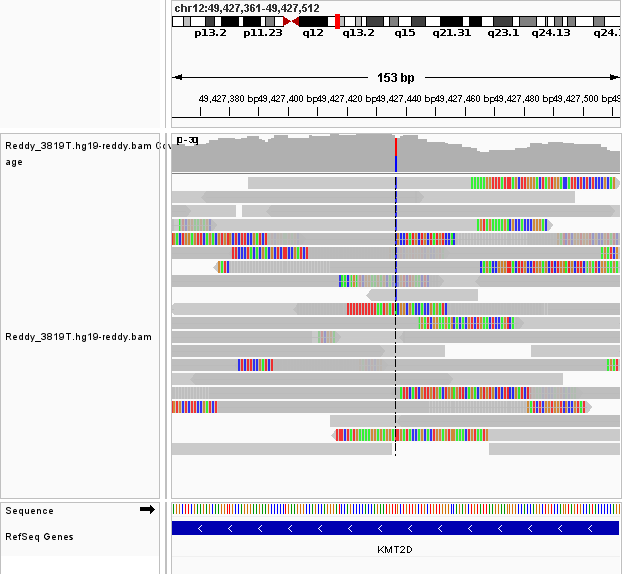 chr12:49,427,361-49,427,512
p13.2 p11.23 q12 q13.2 q15 q21.31 q23.1 q24.13 q24.
153 bp
49,427,380 bp 49,427,400 bp 49,427,420 bp 49,427,440 bp 49,427,460 bp 49,427,480 bp 49,427,500 bp 49
Reddy_3819T.hg19-reddy.bam Cov
age
Reddy_3819T.hg19-reddy.bam
Sequence
RefSeq Genes
KMT2D